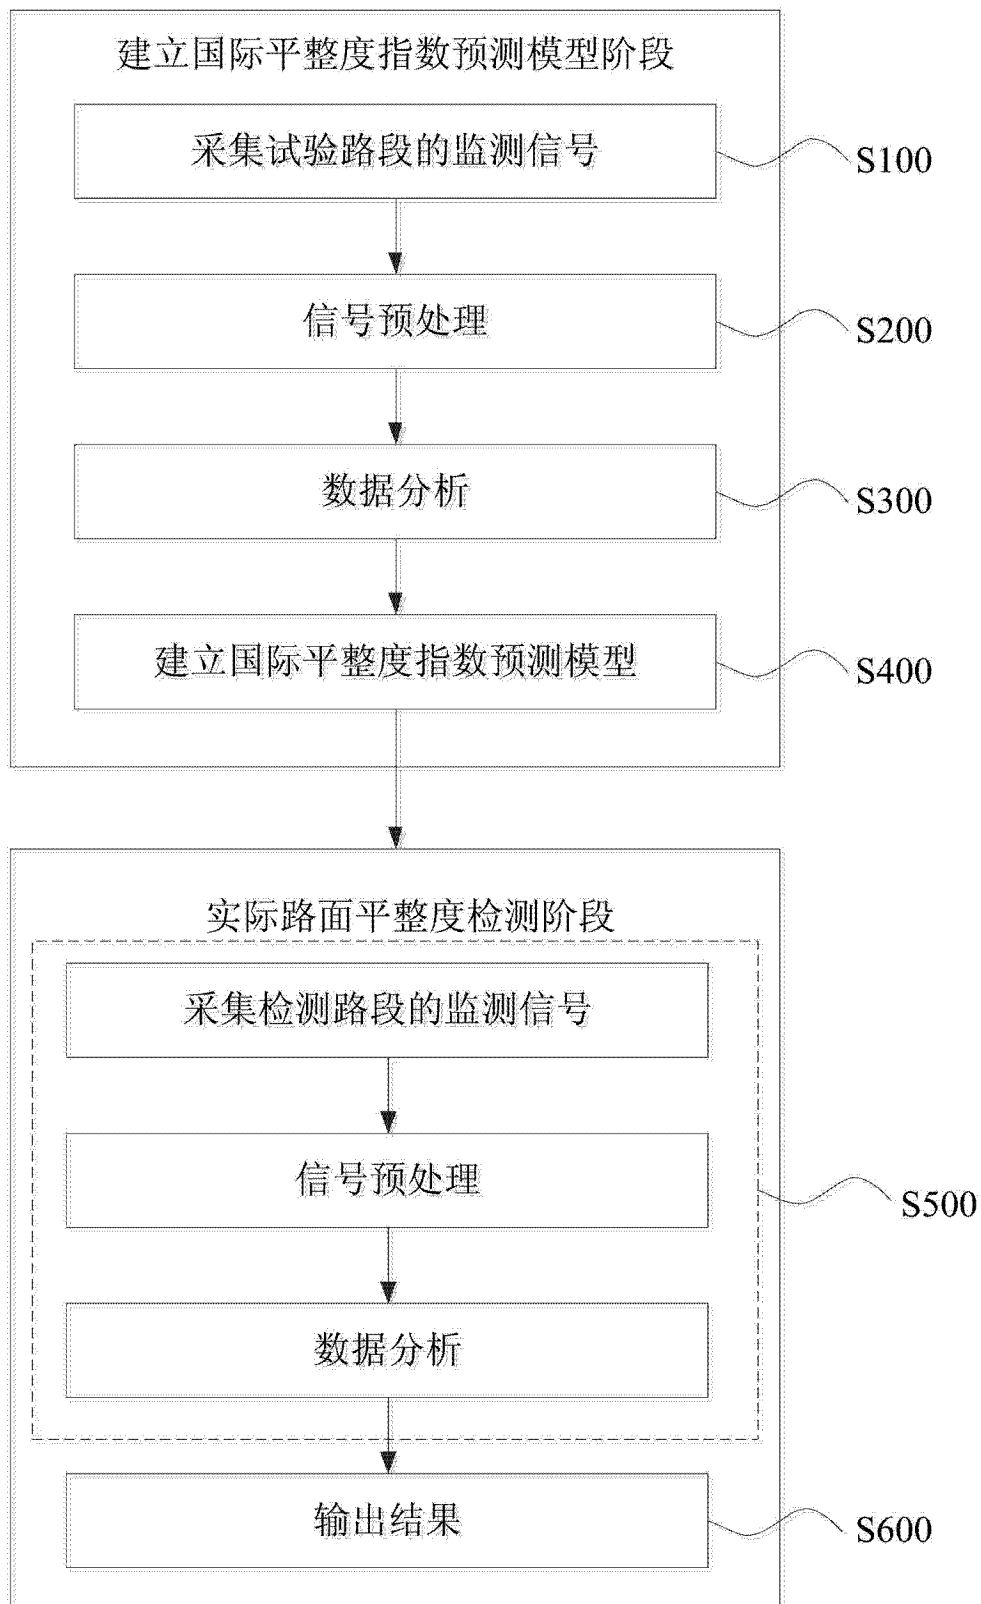 建立国际平整度指数预测模型阶段
采集试验路段的监测信号
S100
信号预处理
S200
数据分析
S300
建立国际平整度指数预测模型
S400
实际路面平整度检测阶段
采集检测路段的监测信号
信号预处理
S500
数据分析
输出结果
S600